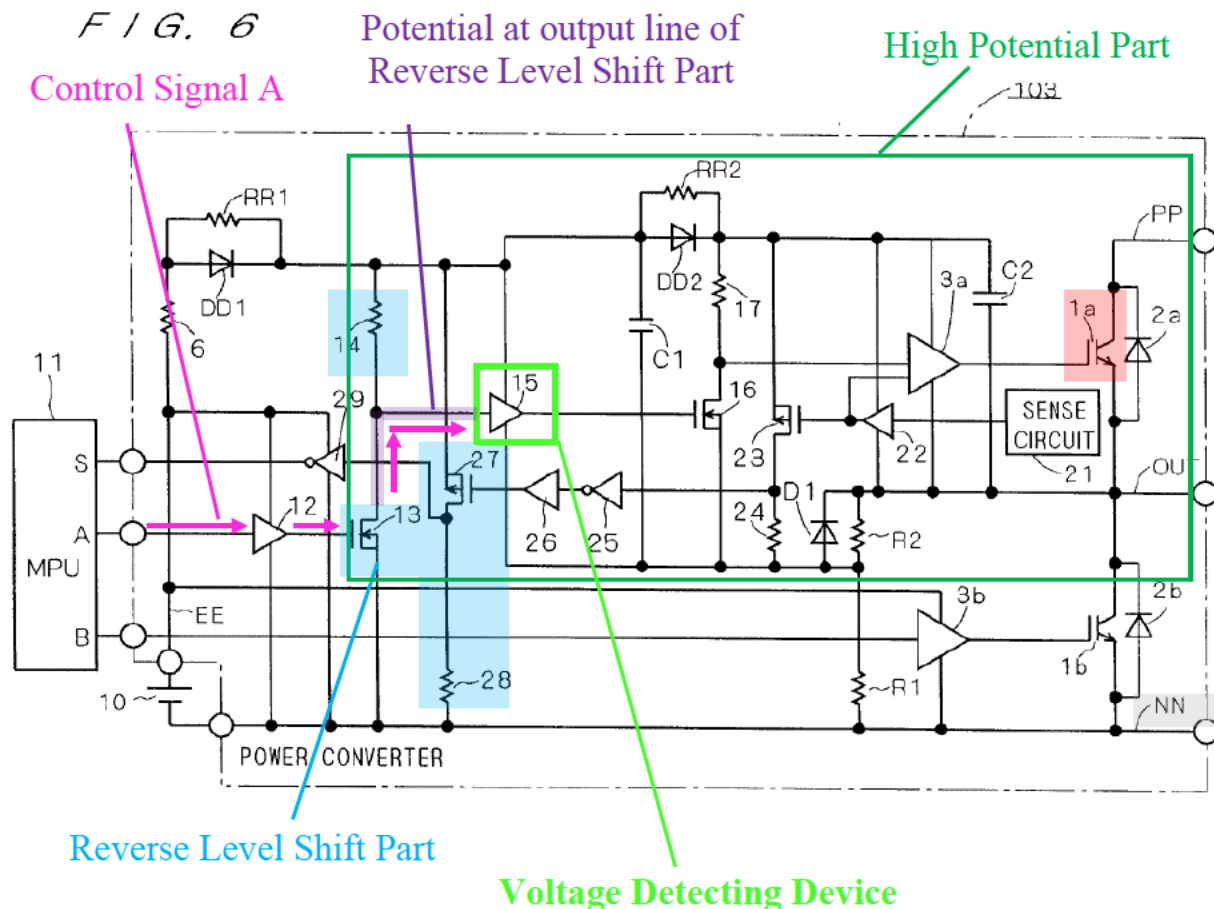 FIG. 6
Potential at output line of
Reverse Level Shift Part
High Potential Part
Control Signal A
103
RR1
RR2
PP
DD1
DD2
6
14
17
3a
C2
1a
2a
C1
11
29
15
16
SENSE
CIRCUIT
23
22
21
S
27
OUT
12
13
D1
A
26
25
24
R2
MPU
EE
3b
2b
B
1b
10
28
R1
NN
POWER CONVERTER
Reverse Level Shift Part
Voltage Detecting Device